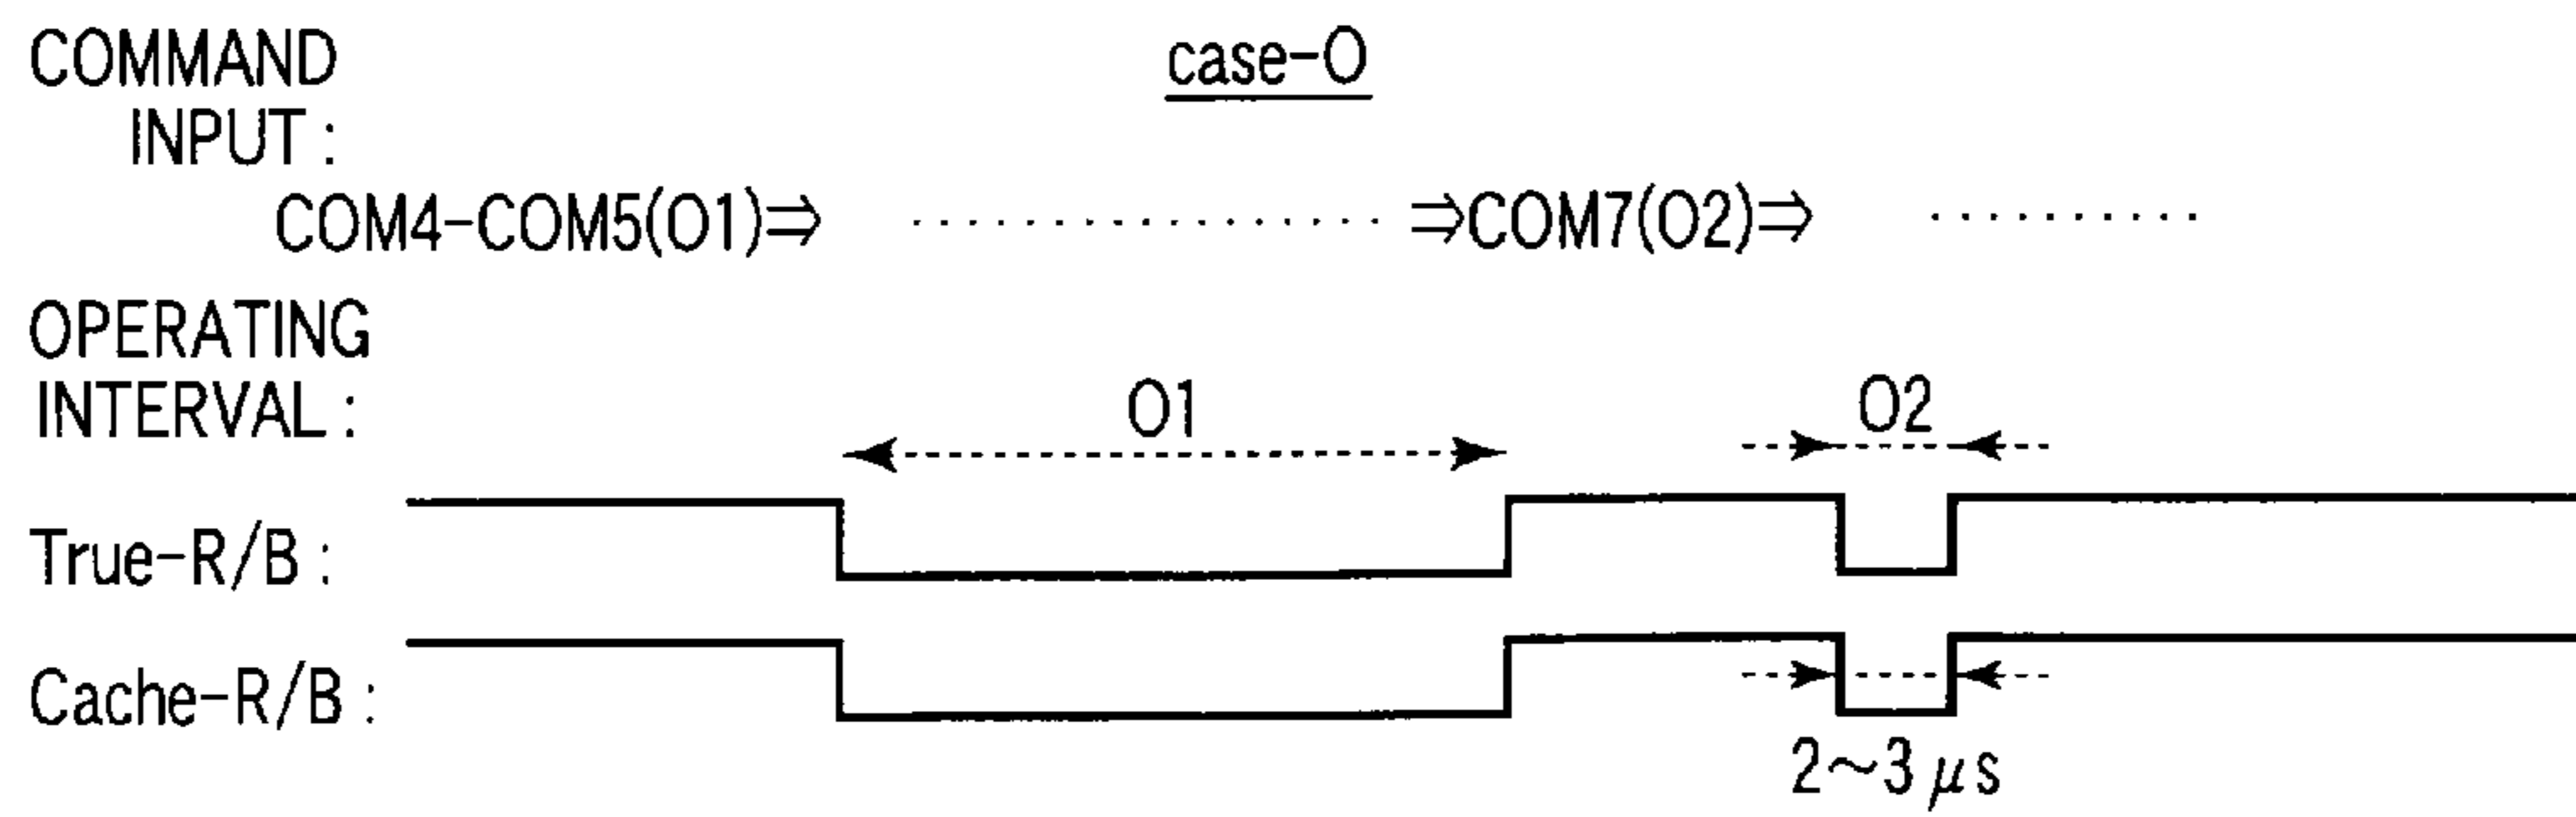 COMMAND
INPUT :
case-O
COM4-COM5(O1)⇒ ················· ⇒COM7(O2)⇒ ··········
OPERATING
INTERVAL :
O1 O2
True-R/B :
Cache-R/B :
2~3 μs